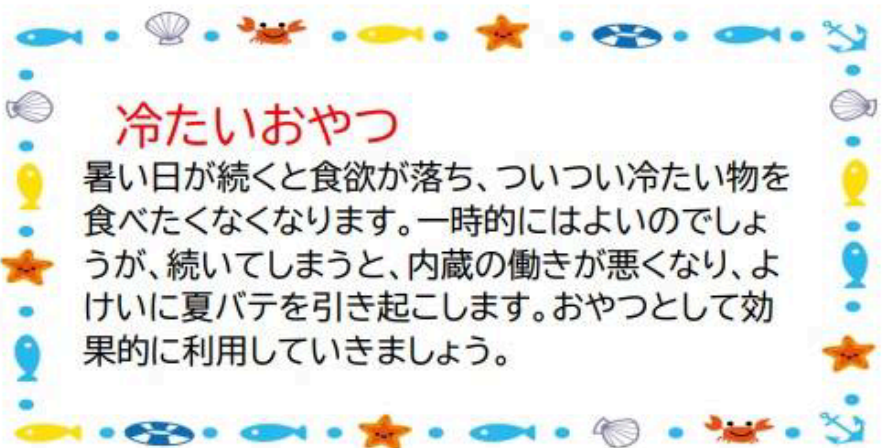 冷たいおやつ
暑い日が続くと食欲が落ち、ついつい冷たい物を
食べたくなくなります。一時的にはよいのでしょ
うが、続いてしまうと、内蔵の働きが悪くなり、よ
けいに夏バテを引き起こします。おやつとして効
果的に利用していきましょう。